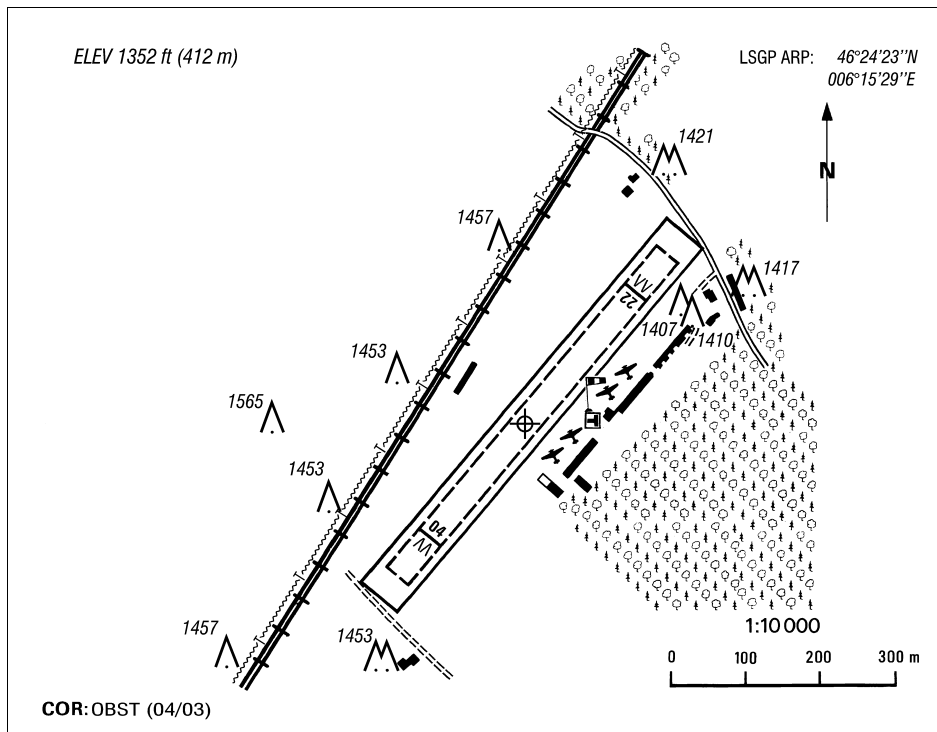 ELEV 1352 ft (412 m)
LSGP ARP: 46°24'23''N
006°15'29''E
N
1421
1457
1417
22
1407
1410
1453
1565
T
1453
04
1457
1453
1:10 000
0 100 200 300 m
COR: OBST (04/03)